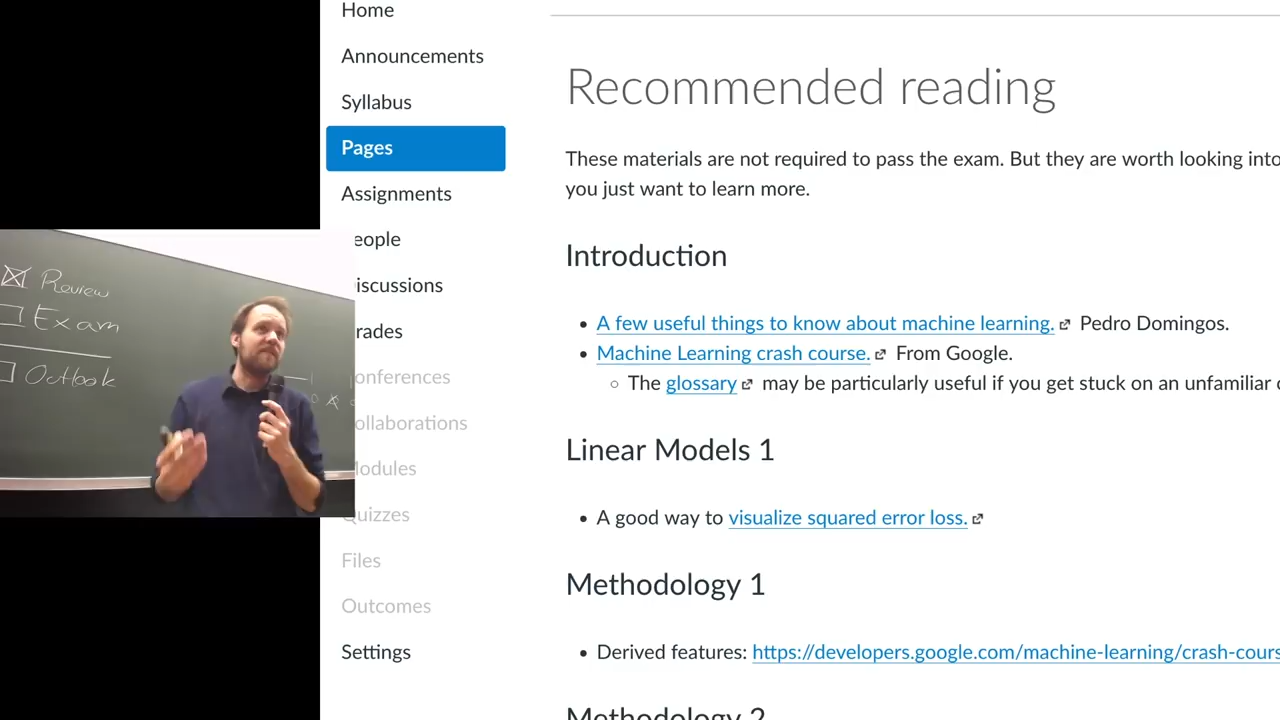 Home
Announcements
Syllabus
Pages
Assignments
eople
iscussions
rades
onferences
ollaborations
odules
Quizzes
Files
Outcomes
Settings
Review
Exam
Outlook
Recommended reading
These materials are not required to pass the exam. But they are worth looking into
you just want to learn more.
Introduction
• A few useful things to know about machine learning. Pedro Domingos.
• Machine Learning crash course. From Google.
○ The glossary may be particularly useful if you get stuck on an unfamiliar
Linear Models 1
• A good way to visualize squared error loss.
Methodology 1
• Derived features: https://developers.google.com/machine-learning/crash-cours
Methodology 2